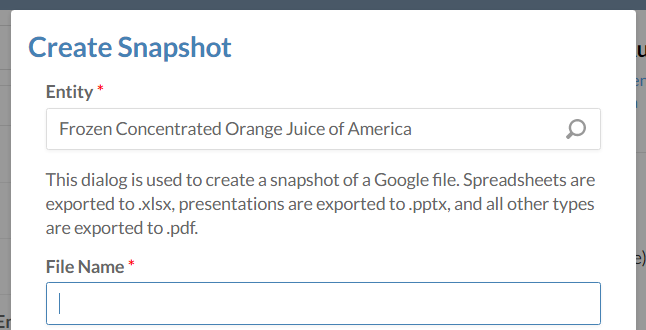 Create Snapshot
Entity *
Frozen Concentrated Orange Juice of America
This dialog is used to create a snapshot of a Google file. Spreadsheets are
exported to .xlsx, presentations are exported to .pptx, and all other types
are exported to .pdf.
File Name *